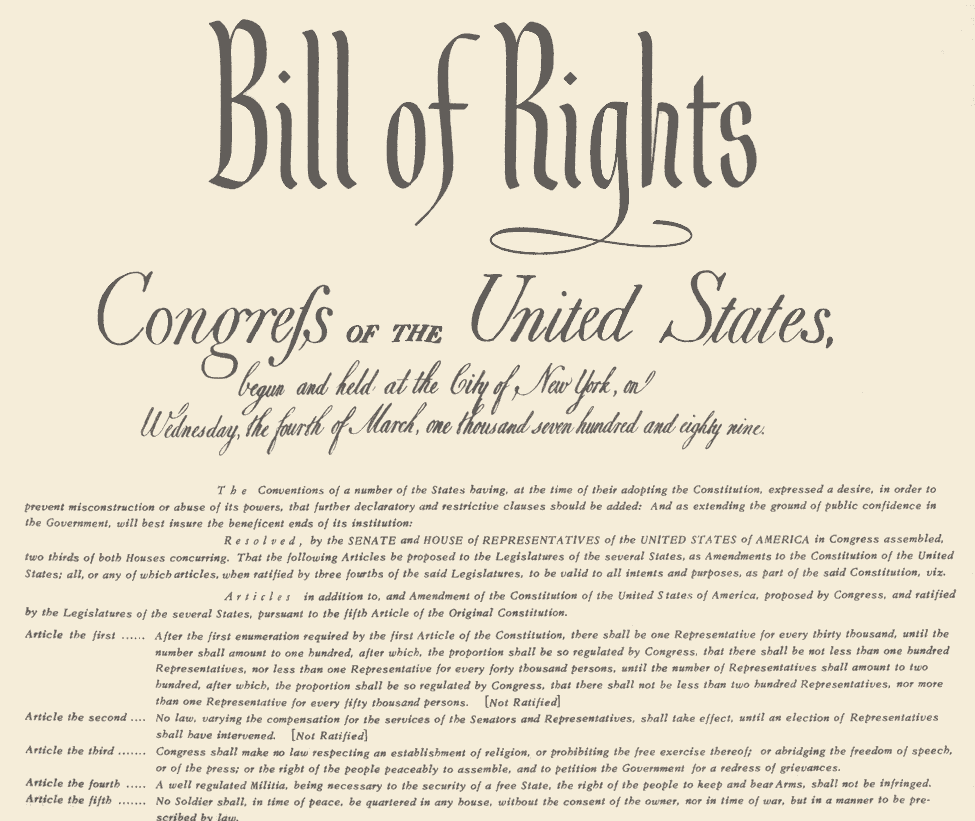 Bill of Rights
Congreſs OF THE United States,
begun and held at the City of New York, on
Wednesday, the fourth of March, one thousand seven hundred and eighty nine.
The Conventions of a number of the States having, at the time of their adopting the Constitution, expressed a desire, in order to
prevent misconstruction or abuse of its powers, that further declaratory and restrictive clauses should be added: And as extending the ground of public confidence in
the Government, will best insure the beneficent ends of its institution:
Resolved, by the SENATE and HOUSE of REPRESENTATIVES of the UNITED STATES of AMERICA in Congress assembled,
two thirds of both Houses concurring. That the following Articles be proposed to the Legislatures of the several States, as Amendments to the Constitution of the United
States; all, or any of which articles, when ratified by three fourths of the said Legislatures, to be valid to all intents and purposes, as part of the said Constitution, viz.
Articles in addition to, and Amendment of the Constitution of the United States of America, proposed by Congress, and ratified
by the Legislatures of the several States, pursuant to the fifth Article of the Original Constitution.
Article the first ...... After the first enumeration required by the first Article of the Constitution, there shall be one Representative for every thirty thousand, until the
number shall amount to one hundred, after which, the proportion shall be so regulated by Congress, that there shall be not less than one hundred
Representatives, nor less than one Representative for every forty thousand persons, until the number of Representatives shall amount to two
hundred, after which, the proportion shall be so regulated by Congress, that there shall not be less than two hundred Representatives, nor more
than one Representative for every fifty thousand persons. [Not Ratified]
Article the second .... No law, varying the compensation for the services of the Senators and Representatives, shall take effect, until an election of Representatives
shall have intervened. [Not Ratified]
Article the third ....... Congress shall make no law respecting an establishment of religion, or prohibiting the free exercise thereof; or abridging the freedom of speech,
or of the press; or the right of the people peaceably to assemble, and to petition the Government for a redress of grievances.
Article the fourth ..... A well regulated Militia, being necessary to the security of a free State, the right of the people to keep and bear Arms, shall not be infringed.
Article the fifth ....... No Soldier shall, in time of peace, be quartered in any house, without the consent of the owner, nor in time of war, but in a manner to be pre-
scribed by law.